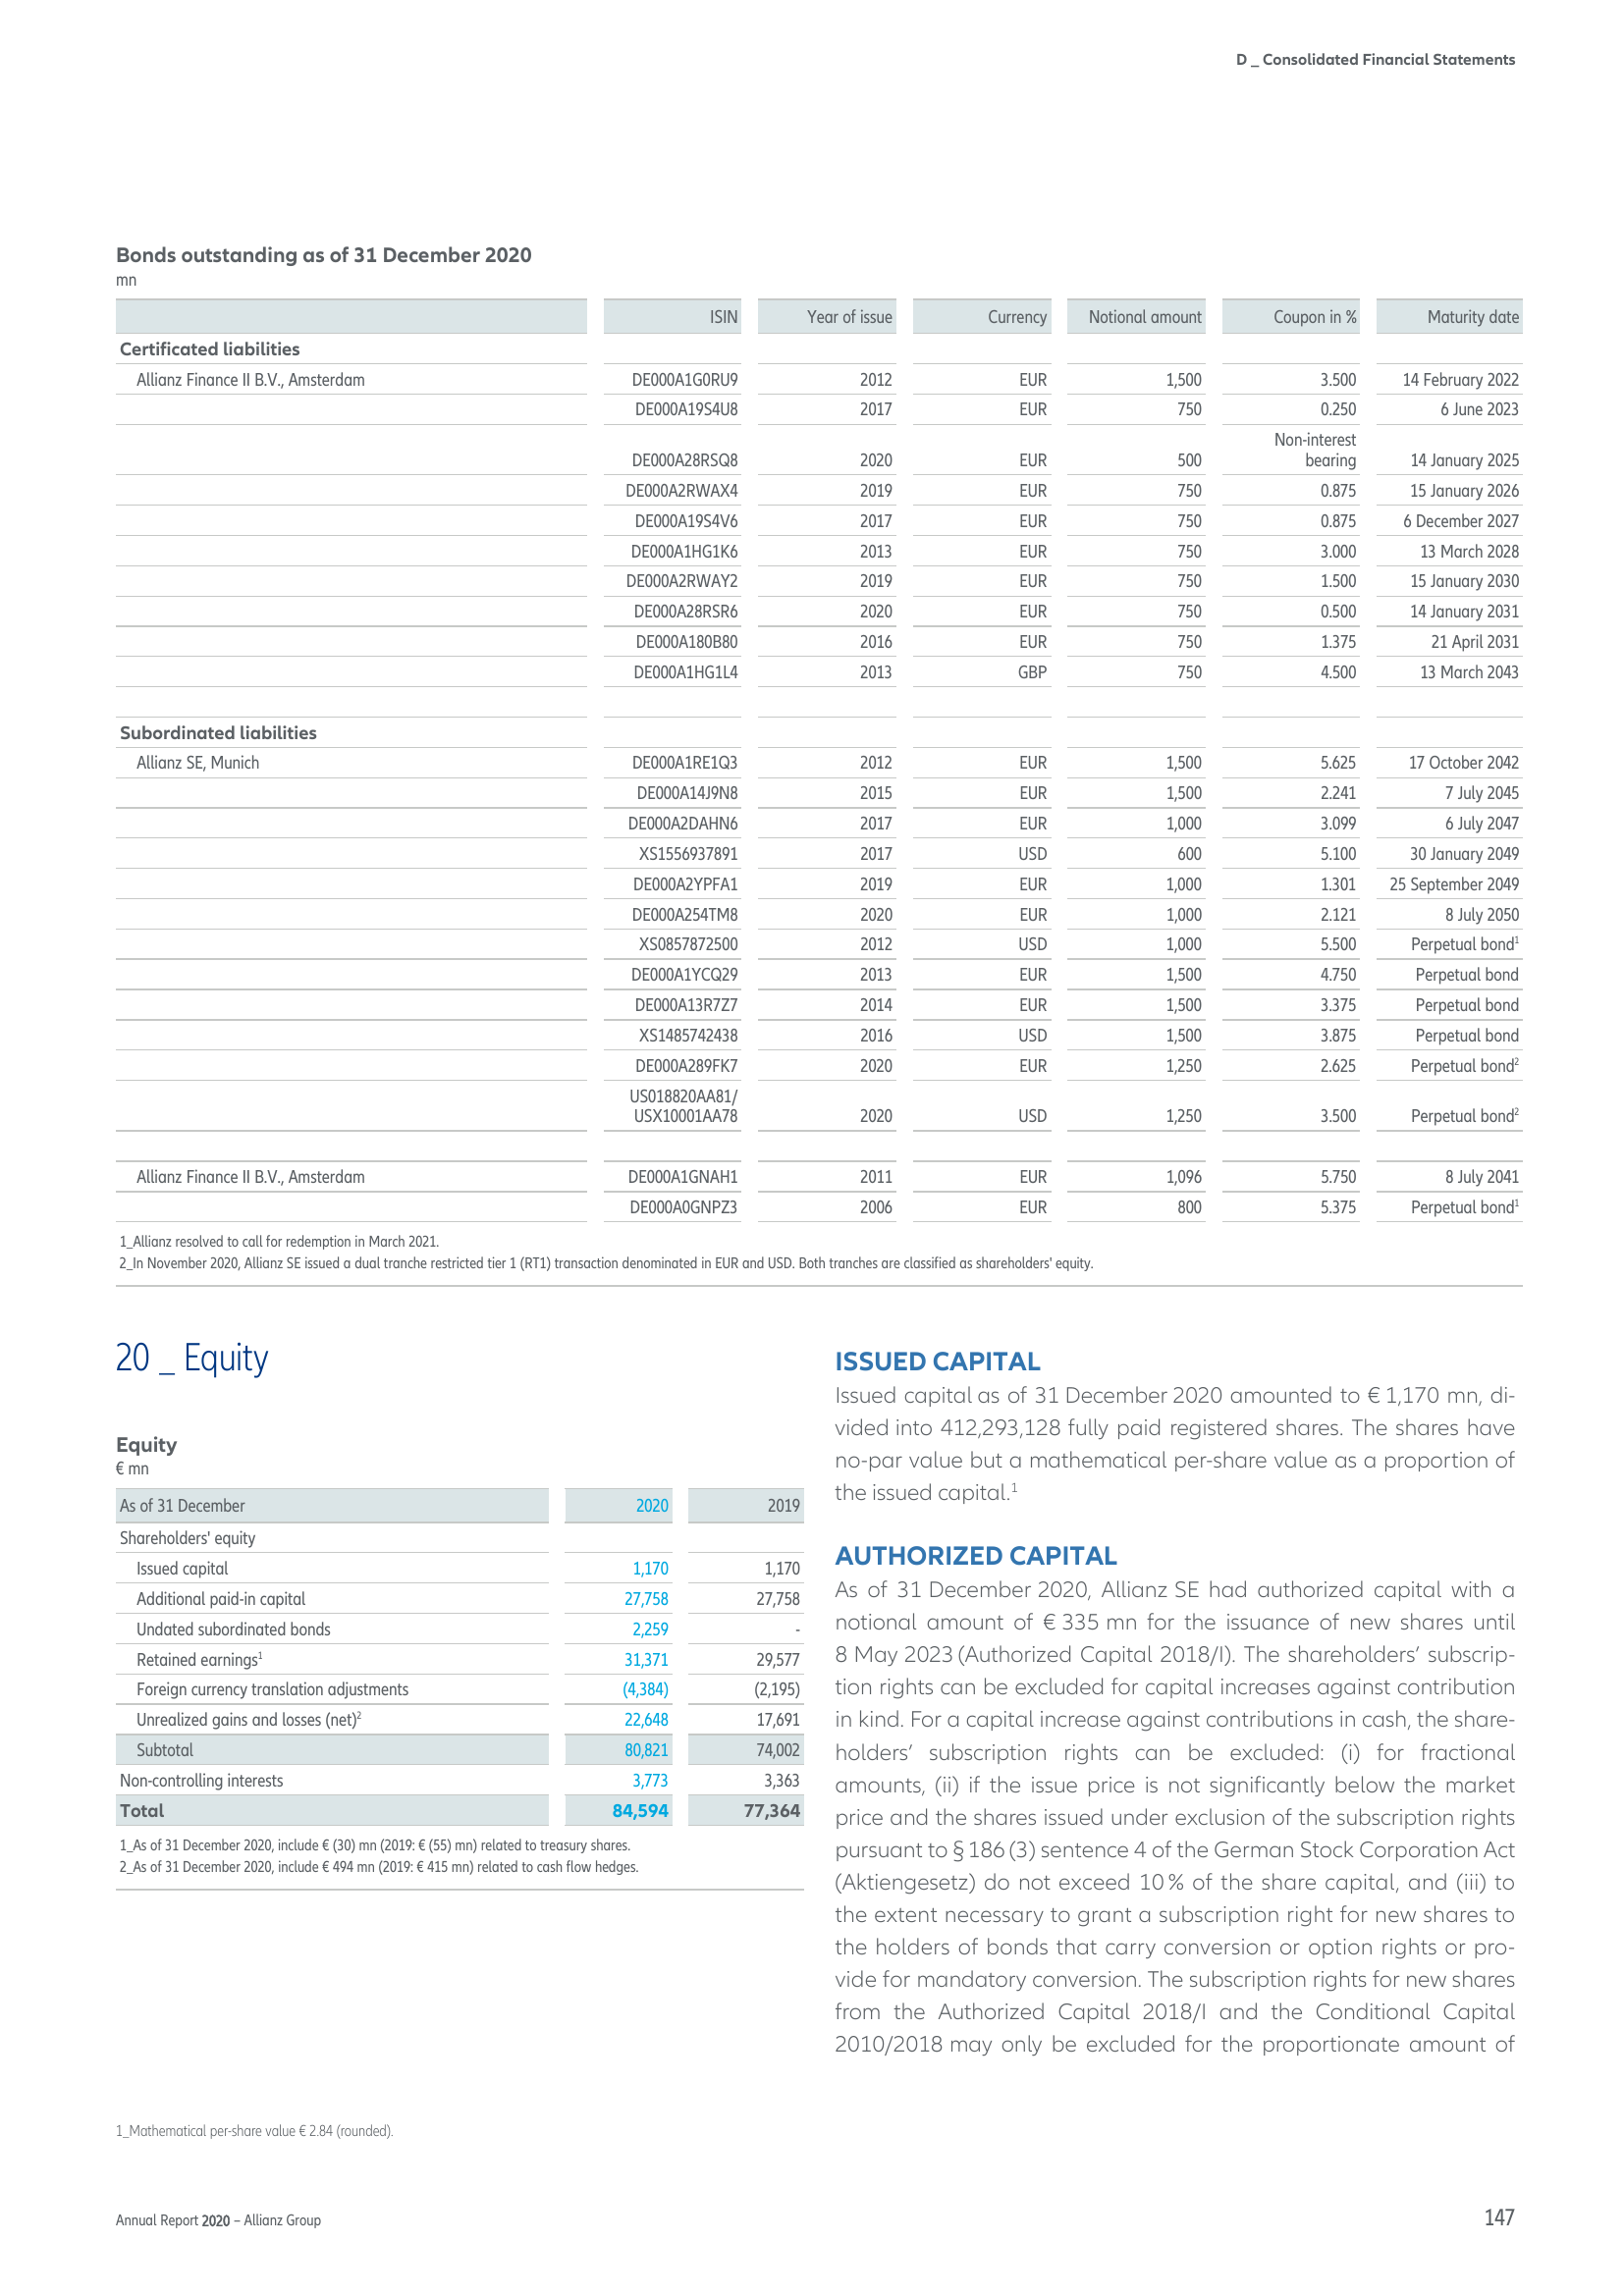 D _ Consolidated Financial Statements
Bonds outstanding as of 31 December 2020
mn
ISIN Year of issue Currency Notional amount Coupon in % Maturity date
Certificated liabilities
Allianz Finance II B.V., Amsterdam DE000A1G0RU9 2012 EUR 1,500 3.500 14 February 2022
DE000A19S4U8 2017 EUR 750 0.250 6 June 2023
Non-interest
DE000A28RSQ8 2020 EUR 500 bearing 14 January 2025
DE000A2RWAX4 2019 EUR 750 0.875 15 January 2026
DE000A19S4V6 2017 EUR 750 0.875 6 December 2027
DE000A1HG1K6 2013 EUR 750 3.000 13 March 2028
DE000A2RWAY2 2019 EUR 750 1.500 15 January 2030
DE000A28RSR6 2020 EUR 750 0.500 14 January 2031
DE000A180B80 2016 EUR 750 1.375 21 April 2031
DE000A1HG1L4 2013 GBP 750 4.500 13 March 2043
Subordinated liabilities
Allianz SE, Munich DE000A1RE1Q3 2012 EUR 1,500 5.625 17 October 2042
DE000A14J9N8 2015 EUR 1,500 2.241 7 July 2045
DE000A2DAHN6 2017 EUR 1,000 3.099 6 July 2047
XS1556937891 2017 USD 600 5.100 30 January 2049
DE000A2YPFA1 2019 EUR 1,000 1.301 25 September 2049
DE000A254TM8 2020 EUR 1,000 2.121 8 July 2050
XS0857872500 2012 USD 1,000 5.500 Perpetual bond1
DE000A1YCQ29 2013 EUR 1,500 4.750 Perpetual bond
DE000A13R7Z7 2014 EUR 1,500 3.375 Perpetual bond
XS1485742438 2016 USD 1,500 3.875 Perpetual bond
DE000A289FK7 2020 EUR 1,250 2.625 Perpetual bond2
US018820AA81/
USX10001AA78 2020 USD 1,250 3.500 Perpetual bond2
Allianz Finance II B.V., Amsterdam DE000A1GNAH1 2011 EUR 1,096 5.750 8 July 2041
DE000A0GNPZ3 2006 EUR 800 5.375 Perpetual bond1
1_Allianz resolved to call for redemption in March 2021.
2_In November 2020, Allianz SE issued a dual tranche restricted tier 1 (RT1) transaction denominated in EUR and USD. Both tranches are classified as shareholders' equity.
20 _ Equity
Equity
€ mn
As of 31 December 2020 2019
Shareholders' equity
Issued capital 1,170 1,170
Additional paid-in capital 27,758 27,758
Undated subordinated bonds 2,259 -
Retained earnings1 31,371 29,577
Foreign currency translation adjustments (4,384) (2,195)
Unrealized gains and losses (net)2 22,648 17,691
Subtotal 80,821 74,002
Non-controlling interests 3,773 3,363
Total 84,594 77,364
1_As of 31 December 2020, include € (30) mn (2019: € (55) mn) related to treasury shares.
2_As of 31 December 2020, include € 494 mn (2019: € 415 mn) related to cash flow hedges.
ISSUED CAPITAL
Issued capital as of 31 December 2020 amounted to € 1,170 mn, di-
vided into 412,293,128 fully paid registered shares. The shares have
no-par value but a mathematical per-share value as a proportion of
the issued capital.1
AUTHORIZED CAPITAL
As of 31 December 2020, Allianz SE had authorized capital with a
notional amount of € 335 mn for the issuance of new shares until
8 May 2023 (Authorized Capital 2018/I). The shareholders’ subscrip-
tion rights can be excluded for capital increases against contribution
in kind. For a capital increase against contributions in cash, the share-
holders’ subscription rights can be excluded: (i) for fractional
amounts, (ii) if the issue price is not significantly below the market
price and the shares issued under exclusion of the subscription rights
pursuant to § 186 (3) sentence 4 of the German Stock Corporation Act
(Aktiengesetz) do not exceed 10 % of the share capital, and (iii) to
the extent necessary to grant a subscription right for new shares to
the holders of bonds that carry conversion or option rights or pro-
vide for mandatory conversion. The subscription rights for new shares
from the Authorized Capital 2018/I and the Conditional Capital
2010/2018 may only be excluded for the proportionate amount of
1_Mathematical per-share value € 2.84 (rounded).
Annual Report 2020 – Allianz Group
147